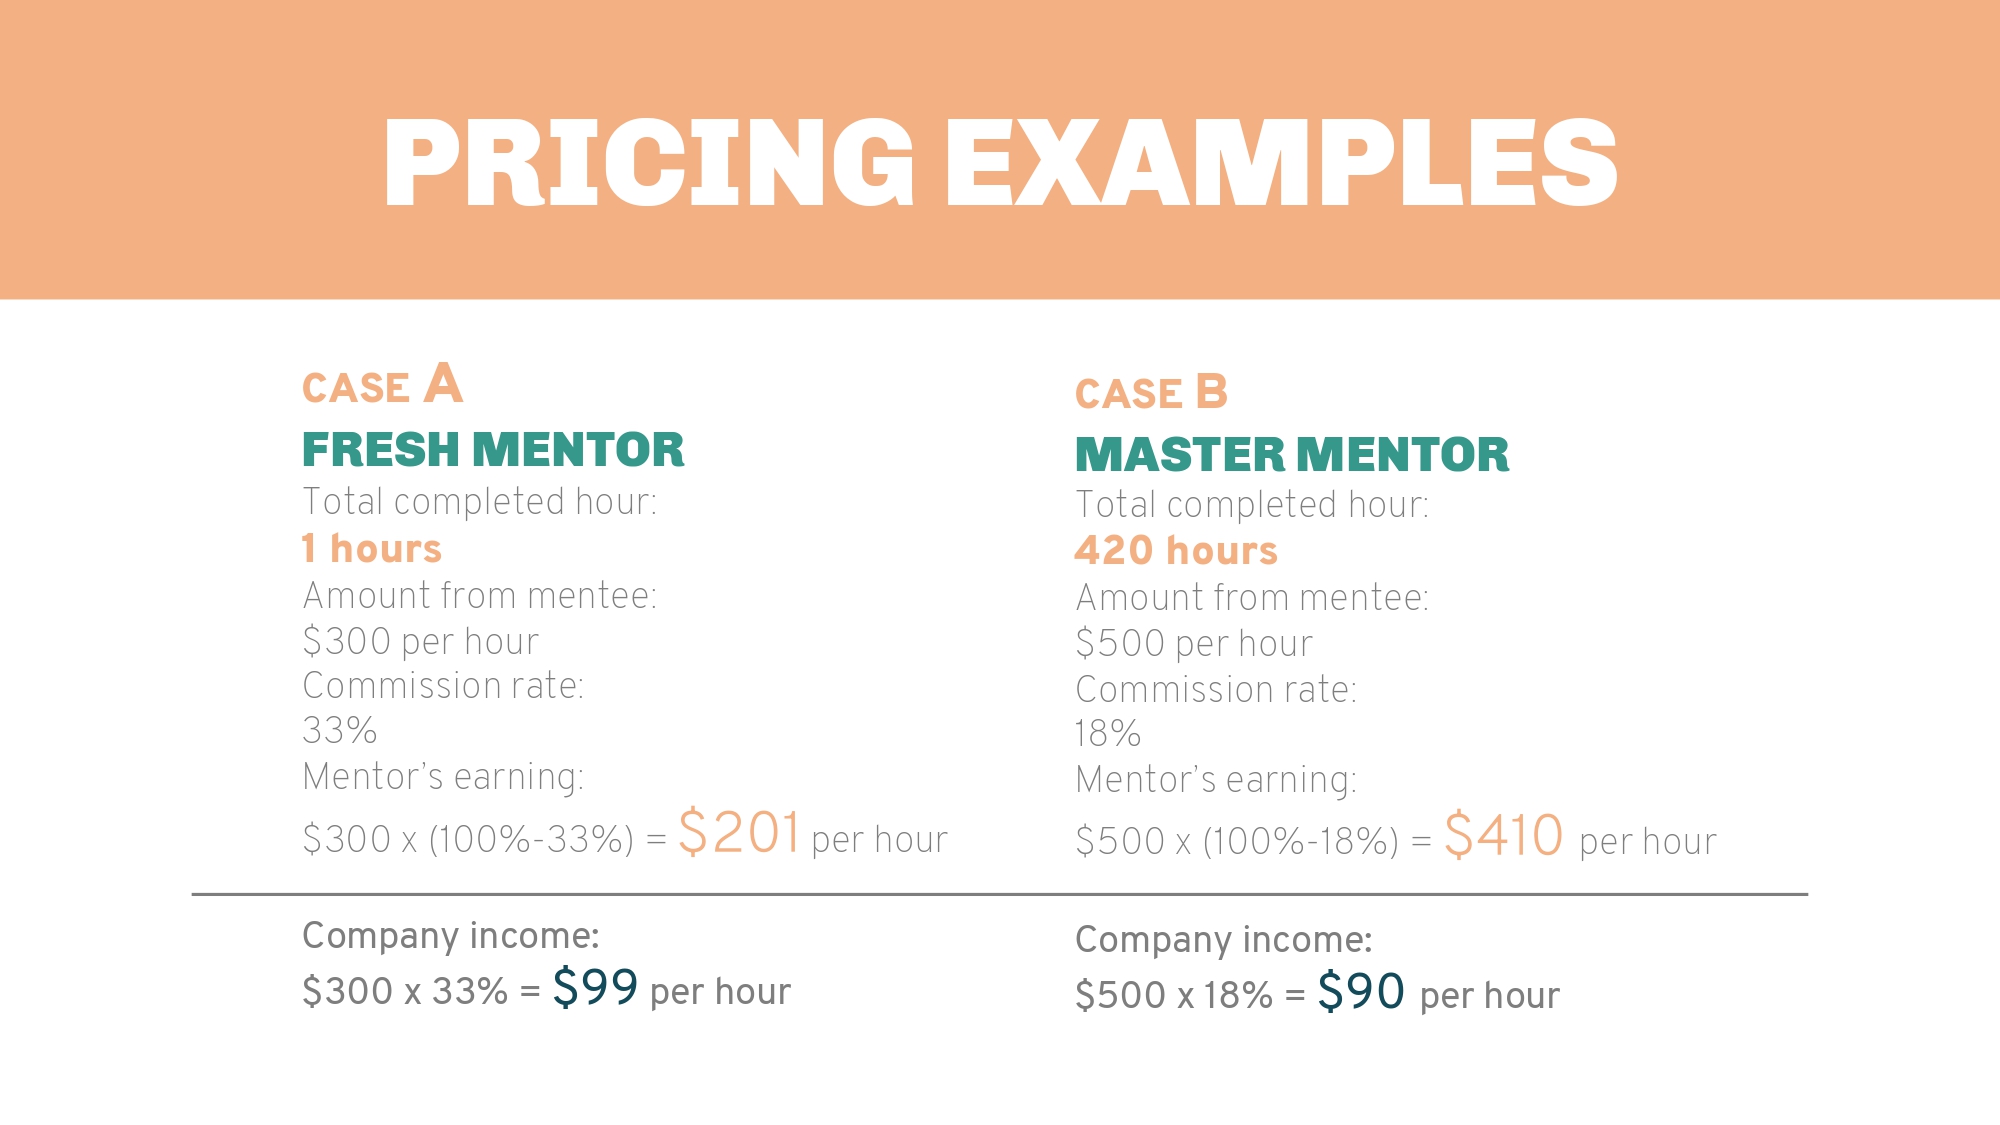 PRICING EXAMPLES
CASE A
FRESH MENTOR
Total completed hour:
1 hours
Amount from mentee:
$300 per hour
Commission rate:
33%
Mentor’s earning:
$300 x (100%-33%) = $201 per hour
Company income:
$300 x 33% = $99 per hour
CASE B
MASTER MENTOR
Total completed hour:
420 hours
Amount from mentee:
$500 per hour
Commission rate:
18%
Mentor’s earning:
$500 x (100%-18%) = $410 per hour
Company income:
$500 x 18% = $90 per hour